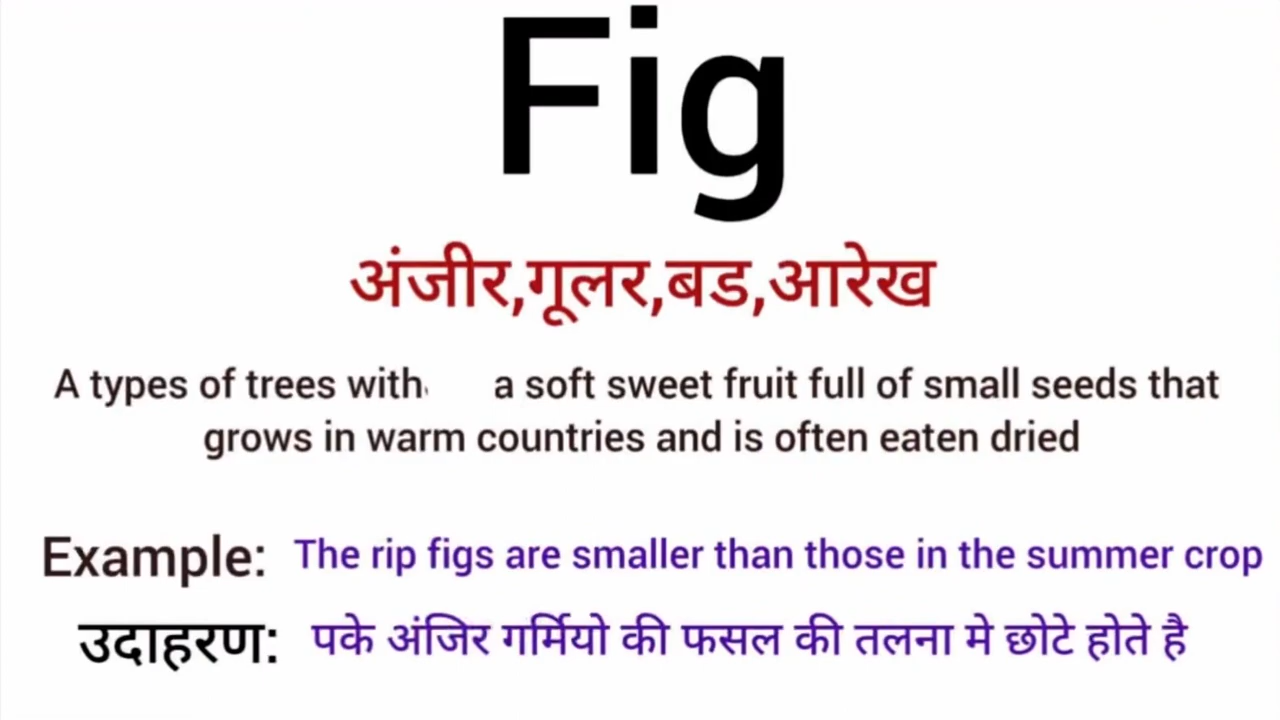 Fig
अंजीर,गूलर,बड,आरेख
A types of trees with a soft sweet fruit full of small seeds that
grows in warm countries and is often eaten dried
Example: The rip figs are smaller than those in the summer crop
उदाहरण: पके अंजिर गर्मियो की फसल की तलना मे छोटे होते है